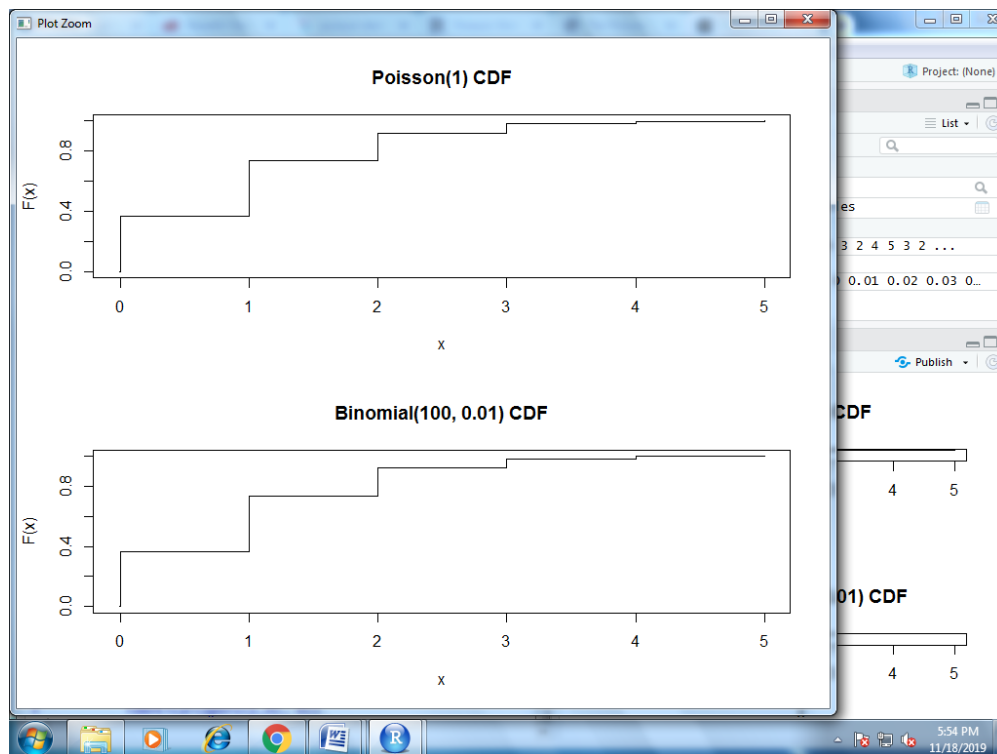 Plot Zoom
Project: (None)
List
es
3 2 4 5 3 2 ...
0.01 0.02 0.03 0…
Publish
Poisson(1) CDF
F(x)
0.0 0.4 0.8
0 1 2 3 4 5
x
Binomial(100, 0.01) CDF
F(x)
0.0 0.4 0.8
0 1 2 3 4 5
x
CDF
4 5
01) CDF
4 5
5:54 PM
11/18/2019